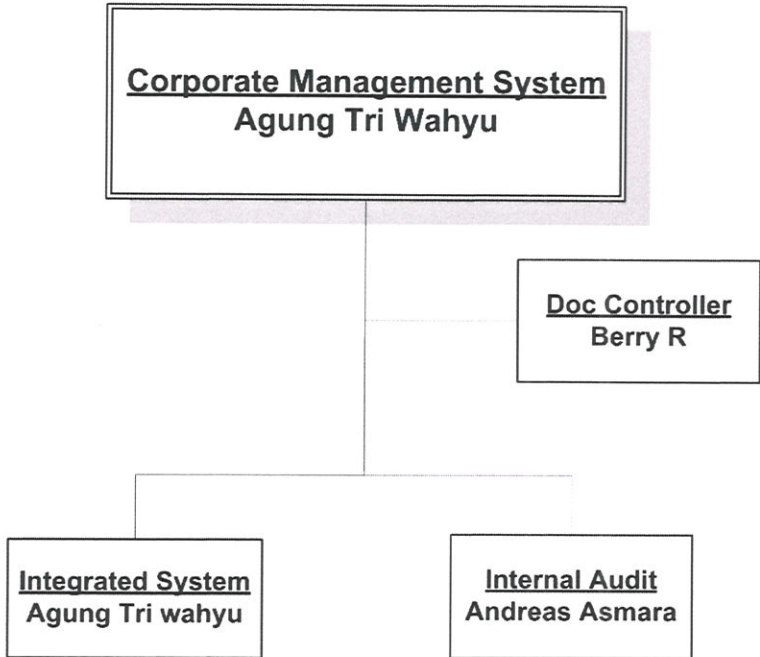 Corporate Management System
Agung Tri Wahyu
Doc Controller
Berry R
Integrated System
Agung Tri wahyu
Internal Audit
Andreas Asmara